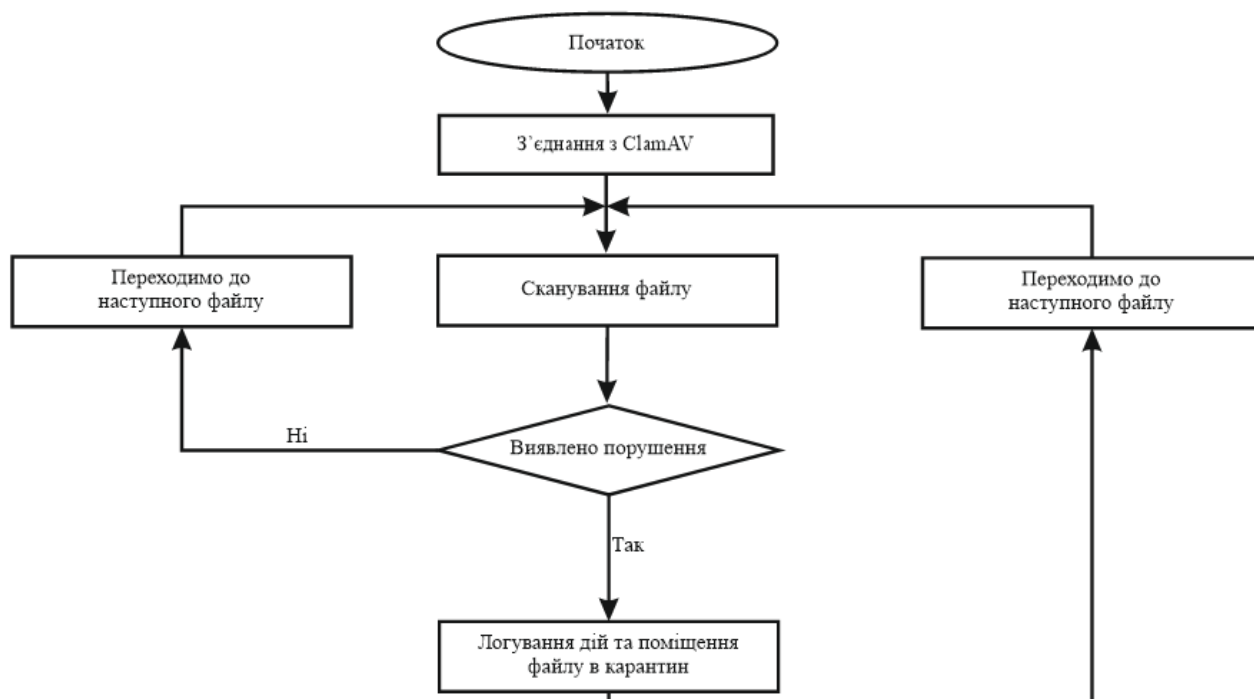 Початок
З`єднання з ClamAV
Переходимо до
наступного файлу
Сканування файлу
Переходимо до
наступного файлу
Ні
Виявлено порушення
Так
Логування дій та поміщення
файлу в карантин